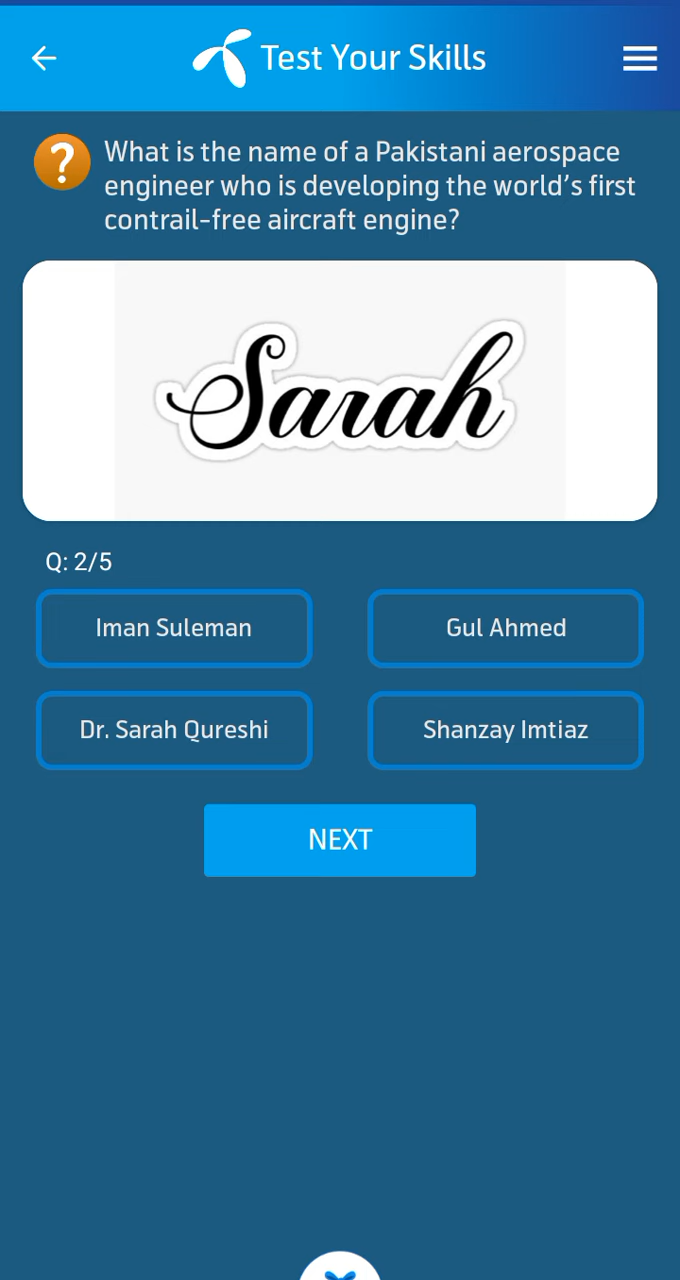 Test Your Skills
What is the name of a Pakistani aerospace
engineer who is developing the world’s first
contrail-free aircraft engine?
Sarah
Q: 2/5
Iman Suleman
Gul Ahmed
Dr. Sarah Qureshi
Shanzay Imtiaz
NEXT